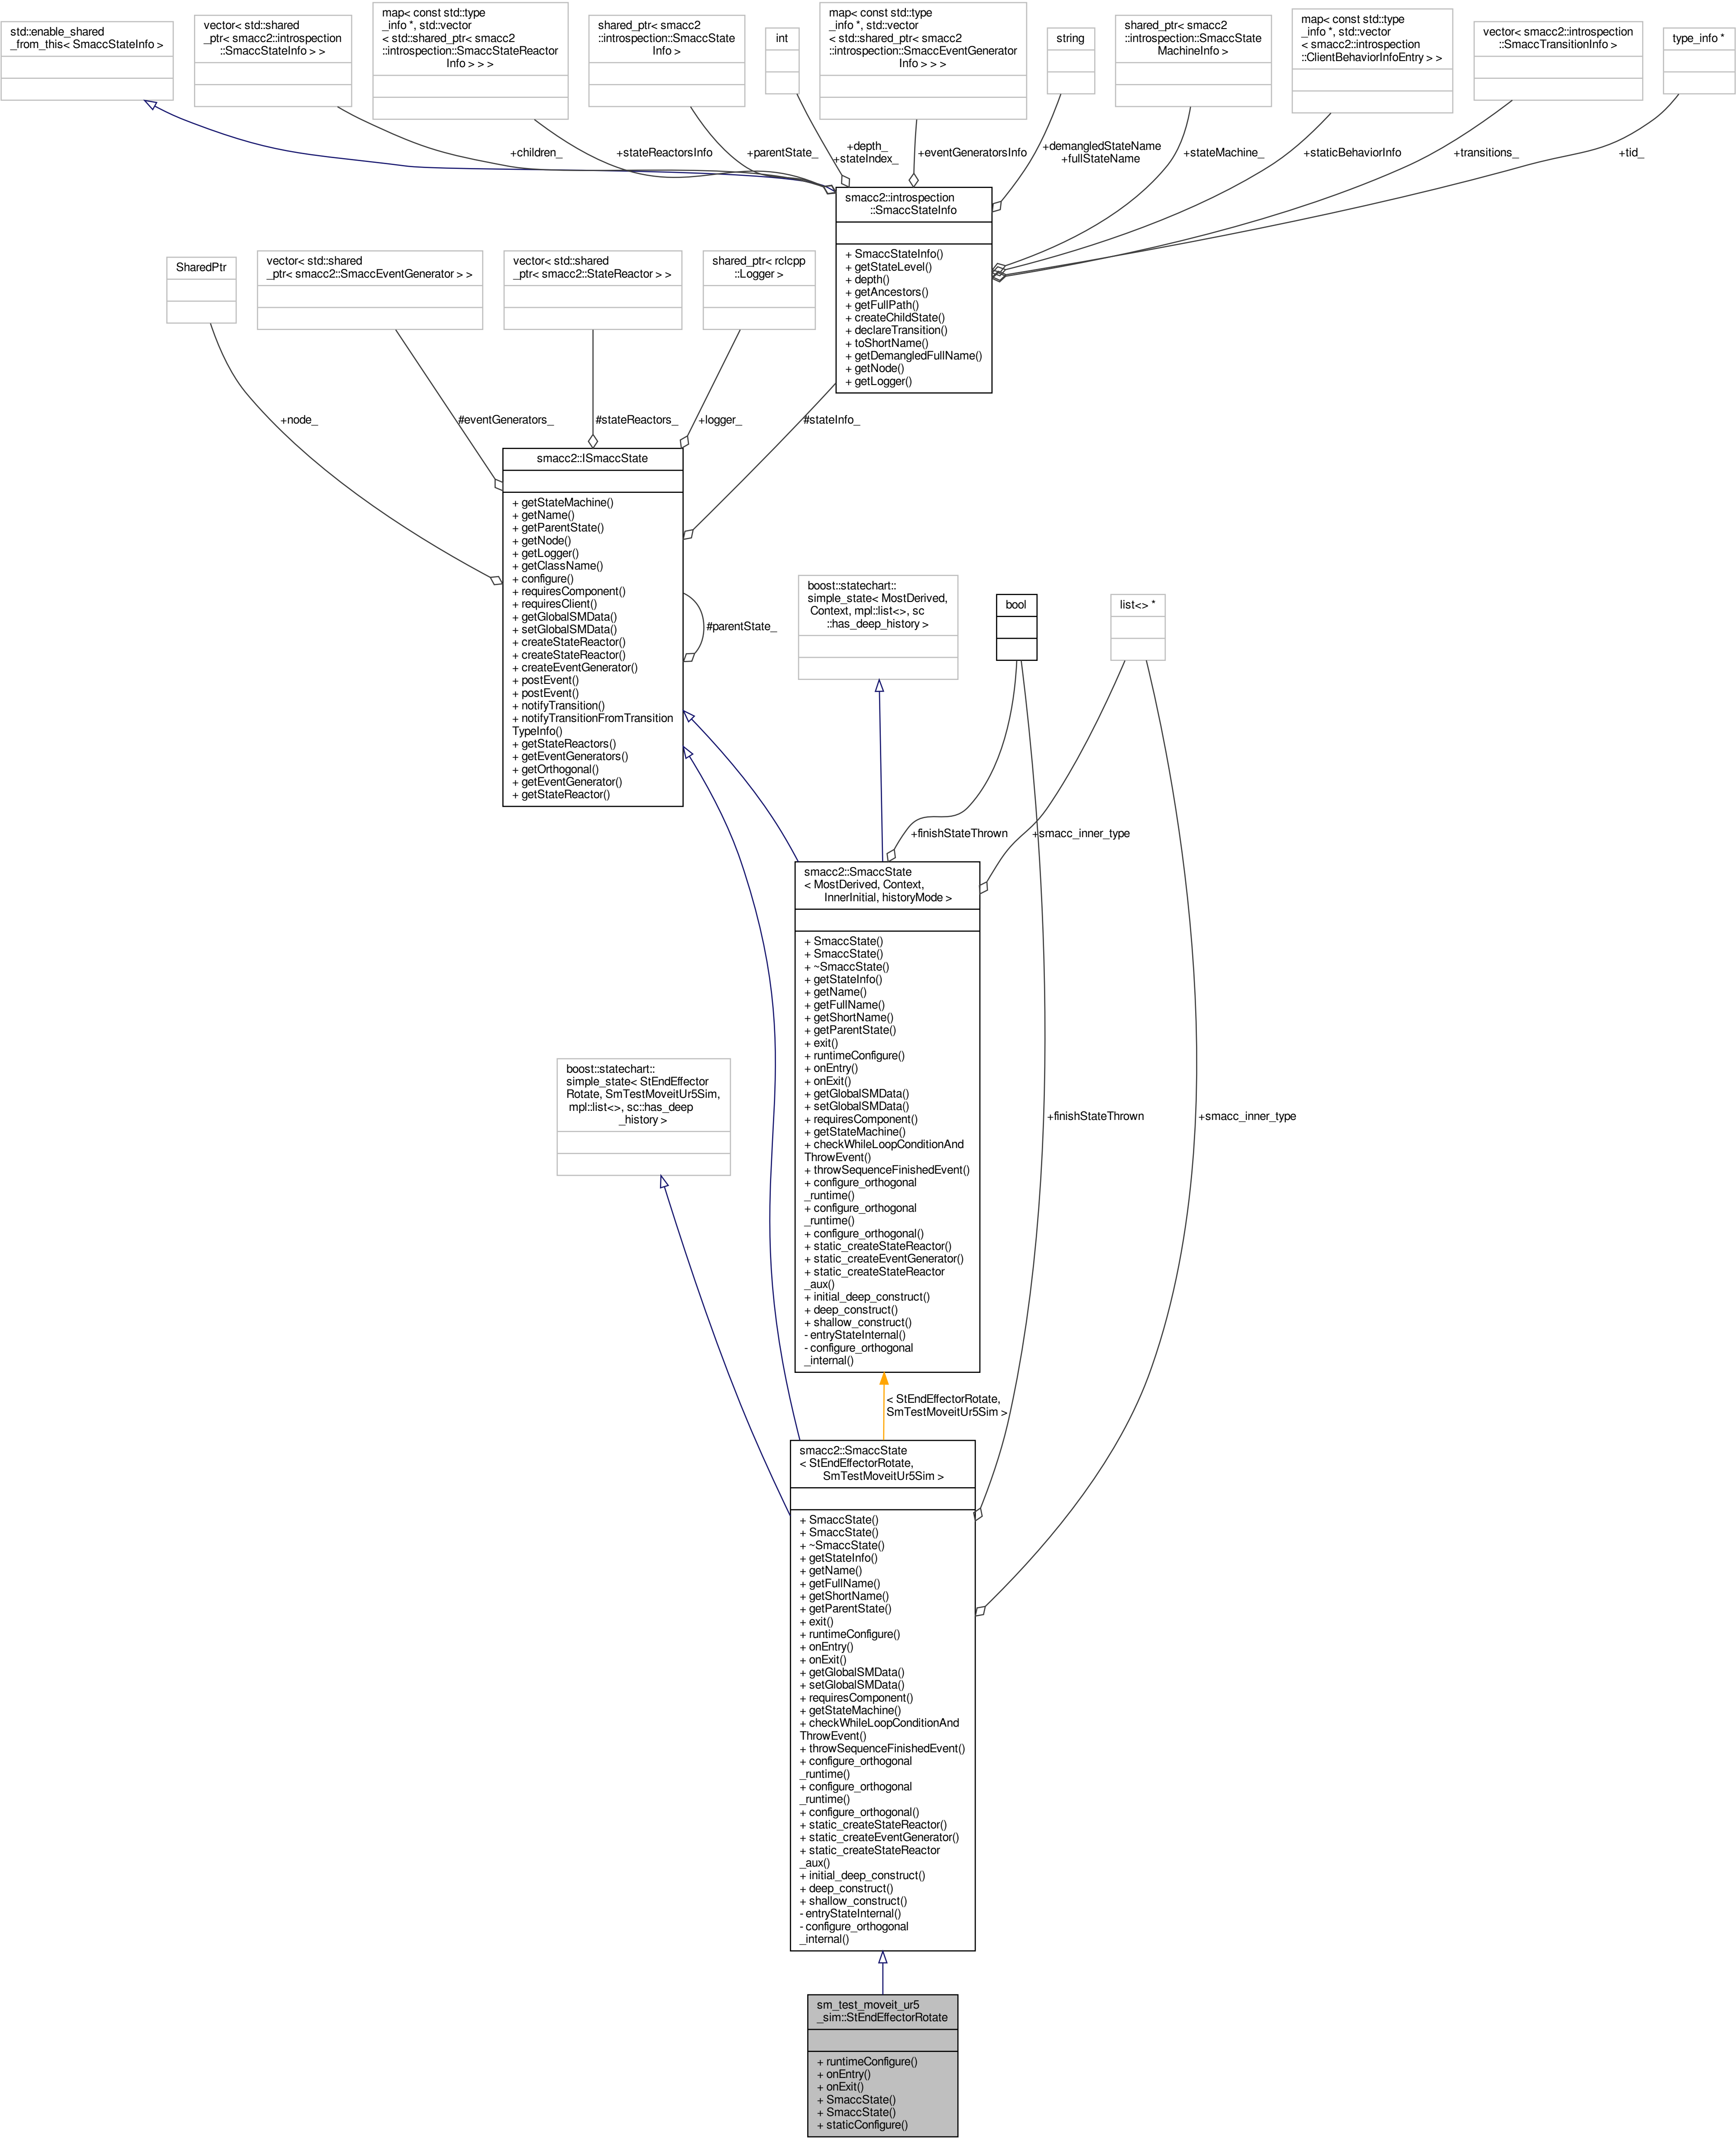 std::enable_shared
_from_this< SmaccStateInfo >
vector< std::shared
_ptr< smacc2::introspection
::SmaccStateInfo > >
map< const std::type
_info *, std::vector
< std::shared_ptr< smacc2
::introspection::SmaccStateReactor
Info > > >
shared_ptr< smacc2
::introspection::SmaccState
Info >
int
map< const std::type
_info *, std::vector
< std::shared_ptr< smacc2
::introspection::SmaccEventGenerator
Info > > >
string
shared_ptr< smacc2
::introspection::SmaccState
MachineInfo >
map< const std::type
_info *, std::vector
< smacc2::introspection
::ClientBehaviorInfoEntry > >
vector< smacc2::introspection
::SmaccTransitionInfo >
type_info *
+children_
+stateReactorsInfo
+parentState_
+depth_
+stateIndex_
+eventGeneratorsInfo
+demangledStateName
+fullStateName
+stateMachine_
+staticBehaviorInfo
+transitions_
+tid_
smacc2::introspection
::SmaccStateInfo
+ SmaccStateInfo()
+ getStateLevel()
+ depth()
+ getAncestors()
+ getFullPath()
+ createChildState()
+ declareTransition()
+ toShortName()
+ getDemangledFullName()
+ getNode()
+ getLogger()
SharedPtr
vector< std::shared
_ptr< smacc2::SmaccEventGenerator > >
vector< std::shared
_ptr< smacc2::StateReactor > >
shared_ptr< rclcpp
::Logger >
+node_
#eventGenerators_
#stateReactors_
+logger_
#stateInfo_
smacc2::ISmaccState
+ getStateMachine()
+ getName()
+ getParentState()
+ getNode()
+ getLogger()
+ getClassName()
+ configure()
+ requiresComponent()
+ requiresClient()
+ getGlobalSMData()
+ setGlobalSMData()
+ createStateReactor()
+ createStateReactor()
+ createEventGenerator()
+ postEvent()
+ postEvent()
+ notifyTransition()
+ notifyTransitionFromTransition
TypeInfo()
+ getStateReactors()
+ getEventGenerators()
+ getOrthogonal()
+ getEventGenerator()
+ getStateReactor()
#parentState_
boost::statechart::
simple_state< MostDerived,
Context, mpl::list<>, sc
::has_deep_history >
bool
list<> *
+finishStateThrown
+smacc_inner_type
smacc2::SmaccState
< MostDerived, Context,
InnerInitial, historyMode >
+ SmaccState()
+ SmaccState()
+ ~SmaccState()
+ getStateInfo()
+ getName()
+ getFullName()
+ getShortName()
+ getParentState()
+ exit()
+ runtimeConfigure()
+ onEntry()
+ onExit()
+ getGlobalSMData()
+ setGlobalSMData()
+ requiresComponent()
+ getStateMachine()
+ checkWhileLoopConditionAnd
ThrowEvent()
+ throwSequenceFinishedEvent()
+ configure_orthogonal
_runtime()
+ configure_orthogonal
_runtime()
+ configure_orthogonal()
+ static_createStateReactor()
+ static_createEventGenerator()
+ static_createStateReactor
_aux()
+ initial_deep_construct()
+ deep_construct()
+ shallow_construct()
- entryStateInternal()
- configure_orthogonal
_internal()
boost::statechart::
simple_state< StEndEffector
Rotate, SmTestMoveitUr5Sim,
mpl::list<>, sc::has_deep
_history >
+finishStateThrown
+smacc_inner_type
< StEndEffectorRotate,
SmTestMoveitUr5Sim >
smacc2::SmaccState
< StEndEffectorRotate,
SmTestMoveitUr5Sim >
+ SmaccState()
+ SmaccState()
+ ~SmaccState()
+ getStateInfo()
+ getName()
+ getFullName()
+ getShortName()
+ getParentState()
+ exit()
+ runtimeConfigure()
+ onEntry()
+ onExit()
+ getGlobalSMData()
+ setGlobalSMData()
+ requiresComponent()
+ getStateMachine()
+ checkWhileLoopConditionAnd
ThrowEvent()
+ throwSequenceFinishedEvent()
+ configure_orthogonal
_runtime()
+ configure_orthogonal
_runtime()
+ configure_orthogonal()
+ static_createStateReactor()
+ static_createEventGenerator()
+ static_createStateReactor
_aux()
+ initial_deep_construct()
+ deep_construct()
+ shallow_construct()
- entryStateInternal()
- configure_orthogonal
_internal()
sm_test_moveit_ur5
_sim::StEndEffectorRotate
+ runtimeConfigure()
+ onEntry()
+ onExit()
+ SmaccState()
+ SmaccState()
+ staticConfigure()